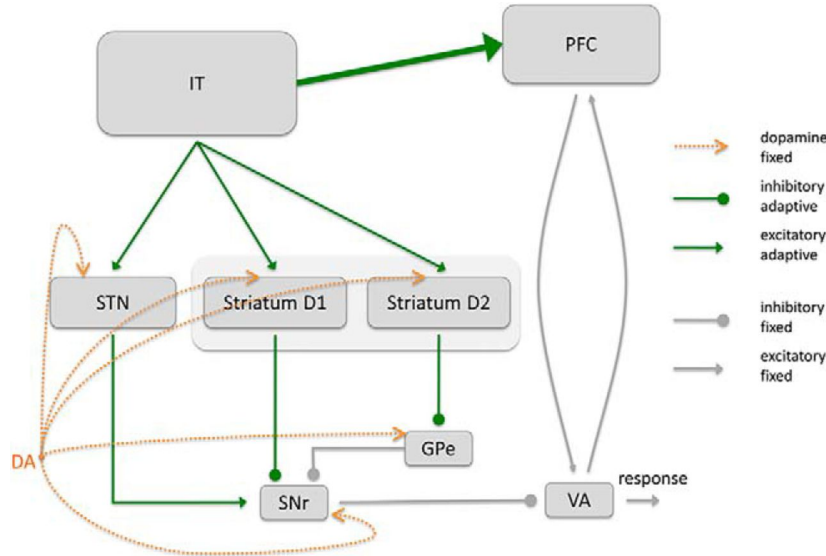 IT
PFC
dopamine
fixed
inhibitory
adaptive
excitatory
adaptive
STN
Striatum D1
Striatum D2
inhibitory
fixed
excitatory
fixed
DA
GPe
SNr
VA
response